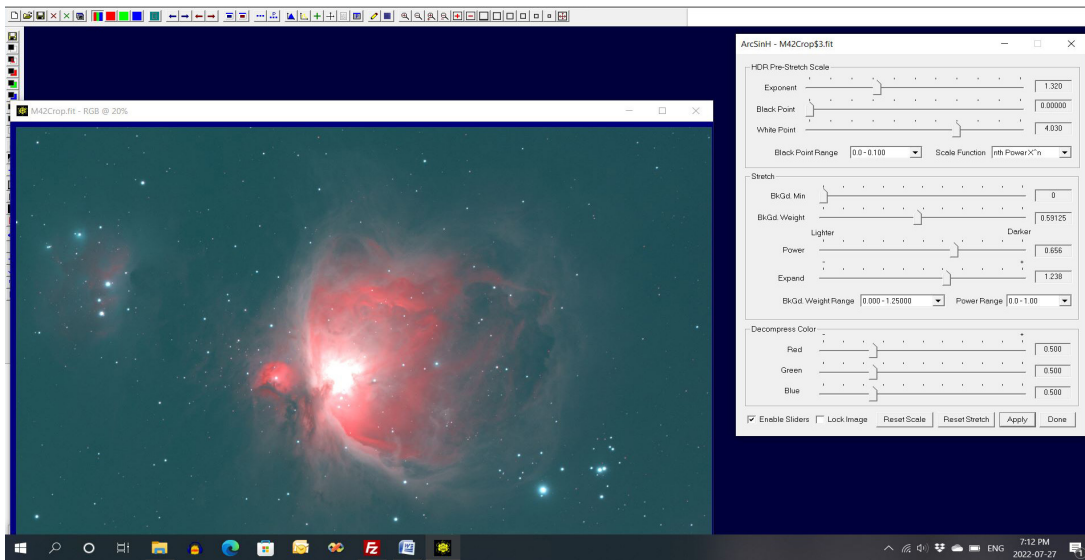 ArcSinH - M42Crop$3.fit
HDR Pre-Stretch Scale
Exponent 1.320
Black Point 0.00000
White Point 4.030
Black Point Range 0.0 - 0.100 Scale Function nth Power X^n
M42Crop.fit - RGB @ 20%
Stretch
BkGd. Min 0
BkGd. Weight 0.59125
Lighter Darker
Power 0.656
- +
Expand 1.238
BkGd. Weight Range 0.000 - 1.25000 Power Range 0.0 - 1.00
Decompress Color
- +
Red 0.500
Green 0.500
Blue 0.500
Enable Sliders Lock Image Reset Scale Reset Stretch Apply Done
Fz
ENG
7:12 PM
2022-07-27